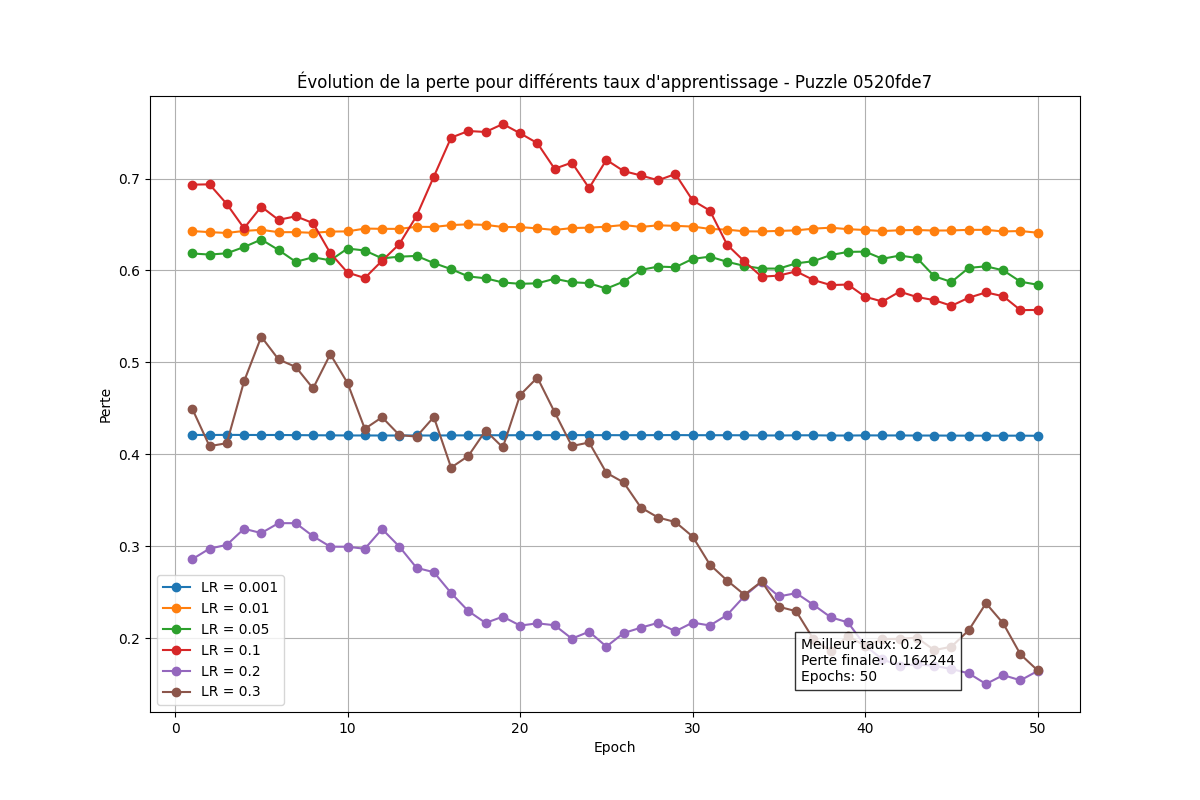 Évolution de la perte pour différents taux d'apprentissage - Puzzle 0520fde7
Perte
0.7
0.6
0.5
0.4
0.3
0.2
LR = 0.001
LR = 0.01
LR = 0.05
LR = 0.1
LR = 0.2
LR = 0.3
Meilleur taux: 0.2
Perte finale: 0.164244
Epochs: 50
0 10 20 30 40 50
Epoch